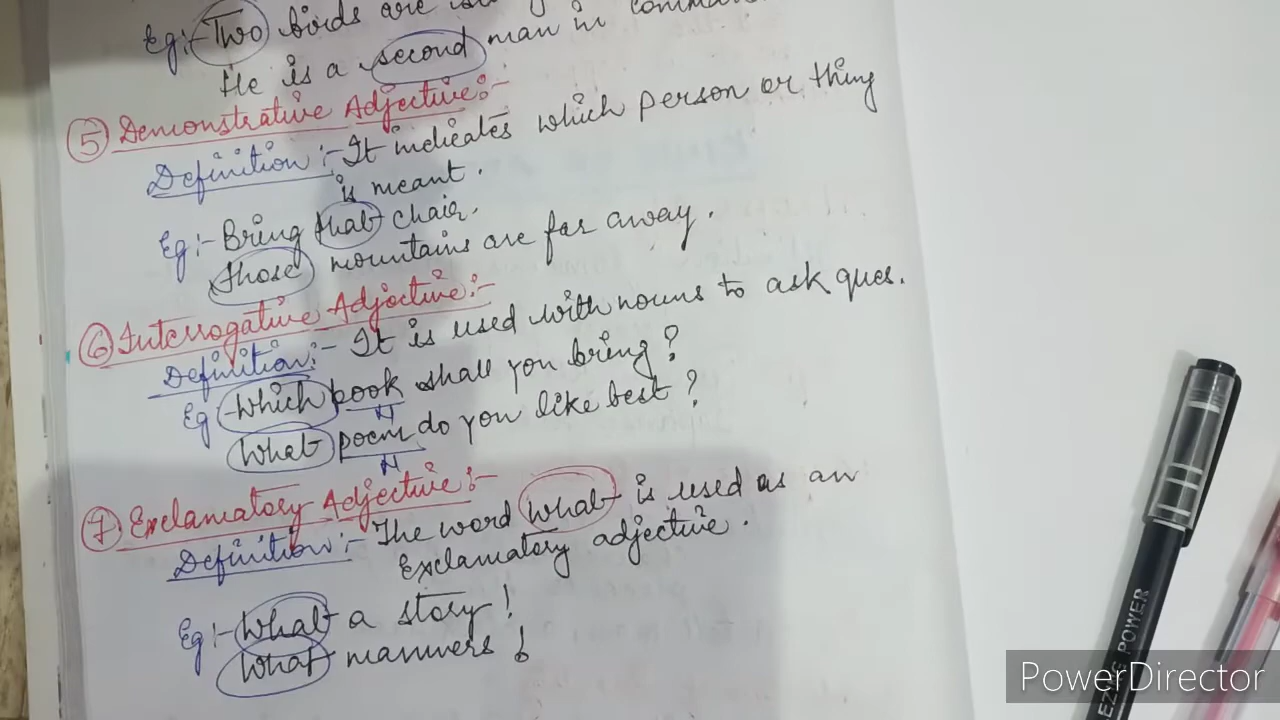 Eg:- Two birds are
He is a second man in
⑤ Demonstrative Adjective:-
Definition:- It indicates which person or thing
is meant.
Eg:- Bring that chair.
those mountains are far away.
⑥ Interrogative Adjective:-
Definition:- It is used with nouns to ask ques.
Eg -Which book shall you bring?
N
What poem do you like best?
N
⑦ Exclamatory Adjective:-
Definition:- The word what is used as an
Exclamatory adjective.
Eg:- What a story!
What manners!
EZEE POWER
PowerDirector